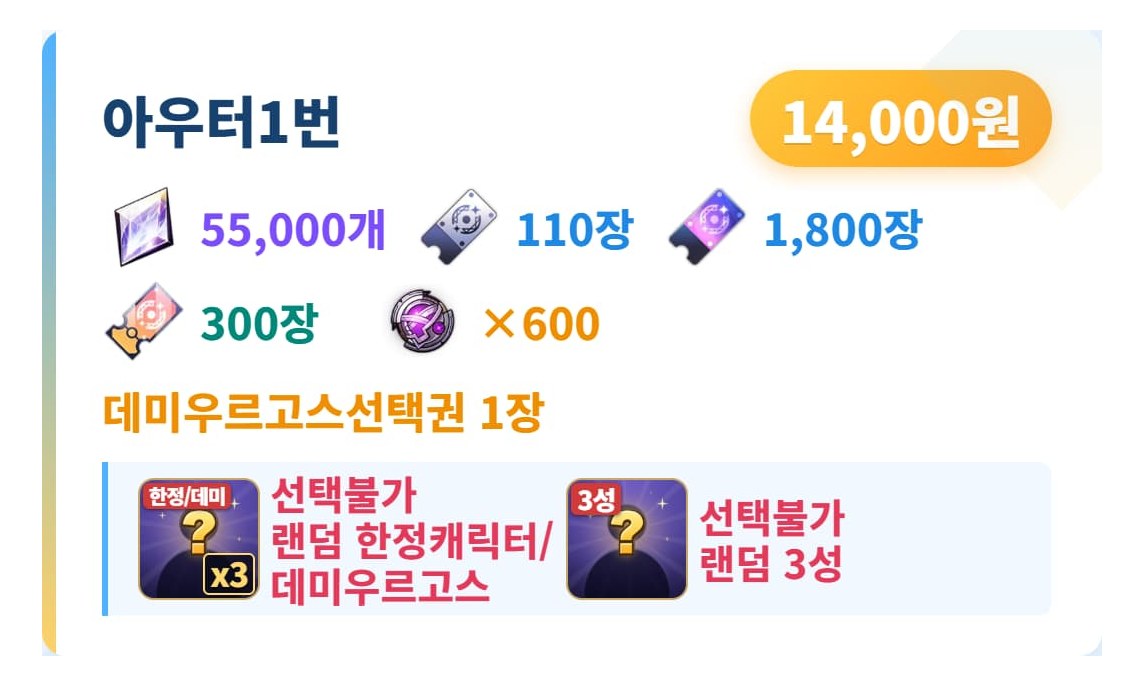 아우터1번
14,000원
55,000개
110장
1,800장
300장
×600
데미우르고스선택권 1장
한정/데미
?
x3
선택불가
랜덤 한정캐릭터/
데미우르고스
3성
?
선택불가
랜덤 3성